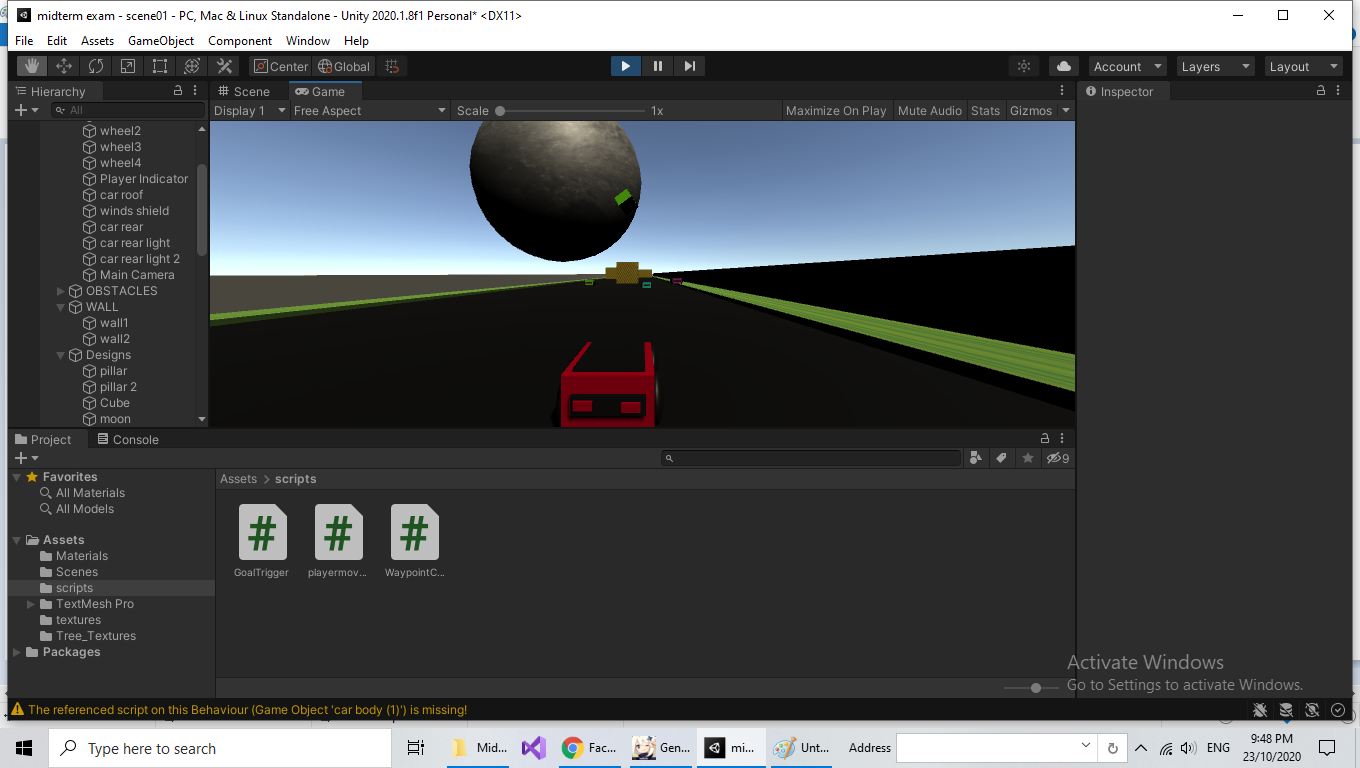 midterm exam - scene01 - PC, Mac & Linux Standalone - Unity 2020.1.8f1 Personal* <DX11>
File Edit Assets GameObject Component Window Help
Center Global Account Layers Layout
Hierarchy
All
wheel2
wheel3
wheel4
Player Indicator
car roof
winds shield
car rear
car rear light
car rear light 2
Main Camera
OBSTACLES
WALL
wall1
wall2
Designs
pillar
pillar 2
Cube
moon
Scene Game
Display 1 Free Aspect Scale 1x Maximize On Play Mute Audio Stats Gizmos
Inspector
Project Console
9
Favorites
All Materials
All Models
Assets
Materials
Scenes
scripts
TextMesh Pro
textures
Tree_Textures
Packages
Assets > scripts
GoalTrigger playermov... WaypointC...
Activate Windows
Go to Settings to activate Windows.
The referenced script on this Behaviour (Game Object 'car body (1)') is missing!
Type here to search
Mid... Fac... Gen... mi... Unt... Address ENG
9:48 PM
23/10/2020